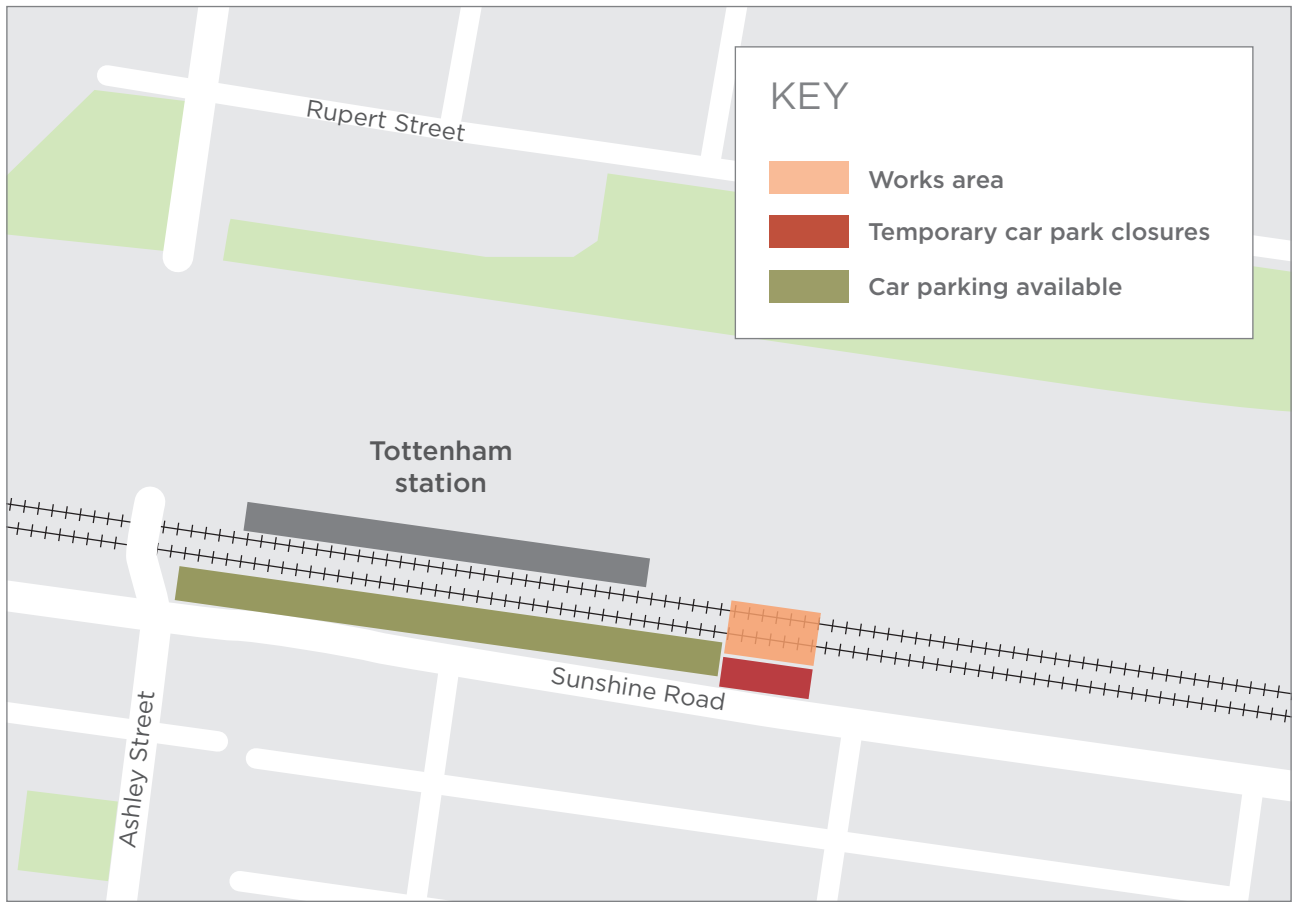 Rupert Street
KEY
Works area
Temporary car park closures
Car parking available
Tottenham
station
Sunshine Road
Ashley Street